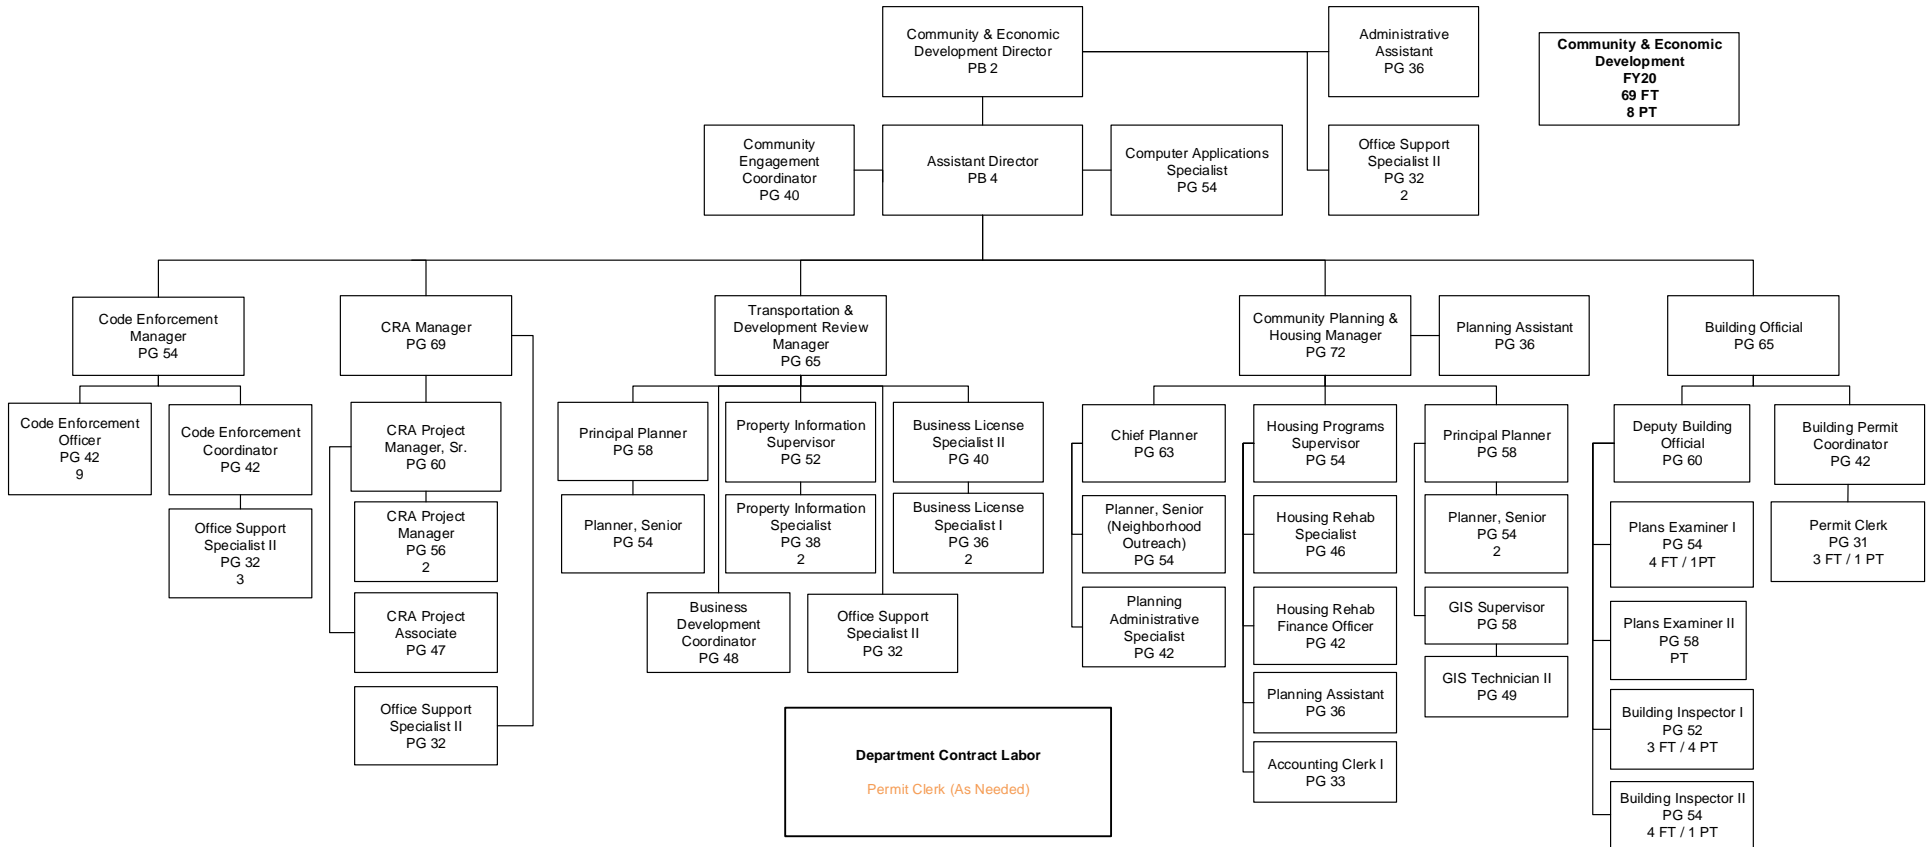 Community & Economic
Development Director
PB 2
Administrative
Assistant
PG 36
Community & Economic
Development
FY20
69 FT
8 PT
Community
Engagement
Coordinator
PG 40
Assistant Director
PB 4
Computer Applications
Specialist
PG 54
Office Support
Specialist II
PG 32
2
Code Enforcement
Manager
PG 54
CRA Manager
PG 69
Transportation &
Development Review
Manager
PG 65
Community Planning &
Housing Manager
PG 72
Planning Assistant
PG 36
Building Official
PG 65
Code Enforcement
Officer
PG 42
9
Code Enforcement
Coordinator
PG 42
Office Support
Specialist II
PG 32
3
CRA Project
Manager, Sr.
PG 60
CRA Project
Manager
PG 56
2
CRA Project
Associate
PG 47
Office Support
Specialist II
PG 32
Principal Planner
PG 58
Planner, Senior
PG 54
Property Information
Supervisor
PG 52
Property Information
Specialist
PG 38
2
Business License
Specialist II
PG 40
Business License
Specialist I
PG 36
2
Business
Development
Coordinator
PG 48
Office Support
Specialist II
PG 32
Chief Planner
PG 63
Planner, Senior
(Neighborhood
Outreach)
PG 54
Planning
Administrative
Specialist
PG 42
Housing Programs
Supervisor
PG 54
Housing Rehab
Specialist
PG 46
Housing Rehab
Finance Officer
PG 42
Planning Assistant
PG 36
Accounting Clerk I
PG 33
Principal Planner
PG 58
Planner, Senior
PG 54
2
GIS Supervisor
PG 58
GIS Technician II
PG 49
Deputy Building
Official
PG 60
Plans Examiner I
PG 54
4 FT / 1PT
Plans Examiner II
PG 58
PT
Building Inspector I
PG 52
3 FT / 4 PT
Building Inspector II
PG 54
4 FT / 1 PT
Building Permit
Coordinator
PG 42
Permit Clerk
PG 31
3 FT / 1 PT
Department Contract Labor
Permit Clerk (As Needed)